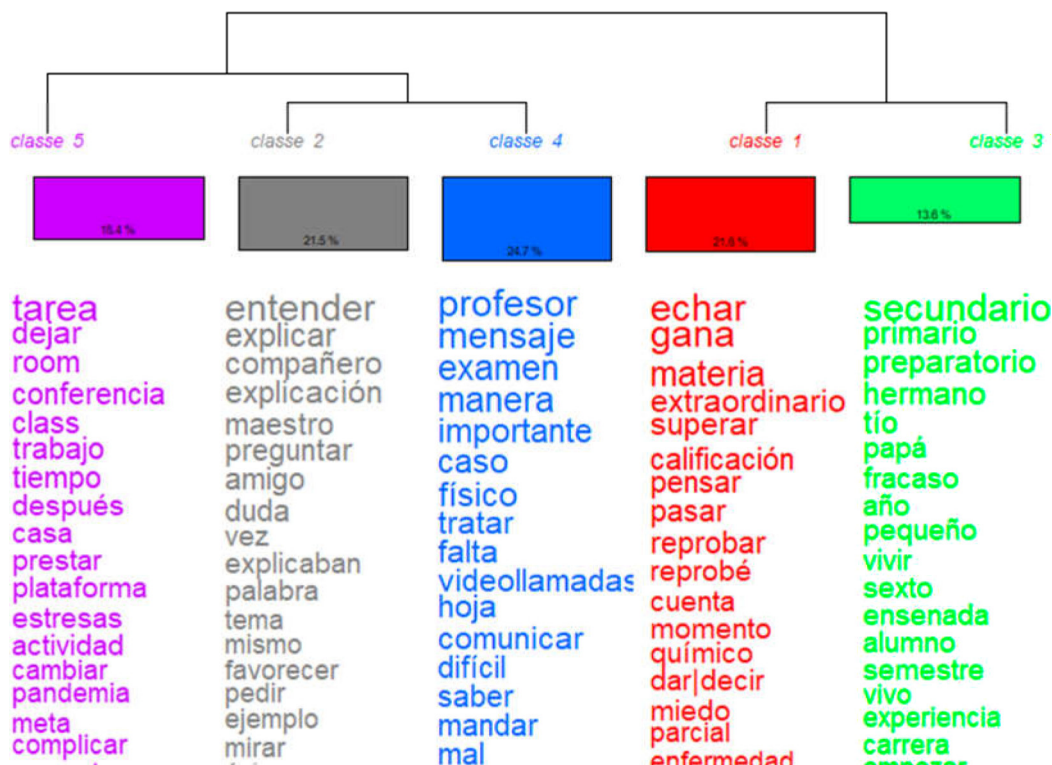 classe 5
classe 2
classe 4
classe 1
classe 3
18.4 %
21.5 %
24.7 %
21.8 %
13.6 %
tarea
dejar
room
conferencia
class
trabajo
tiempo
después
casa
prestar
plataforma
estresas
actividad
cambiar
pandemia
meta
complicar
entender
explicar
compañero
explicación
maestro
preguntar
amigo
duda
vez
explicaban
palabra
tema
mismo
favorecer
pedir
ejemplo
mirar
profesor
mensaje
examen
manera
importante
caso
físico
tratar
falta
videollamadas
hoja
comunicar
difícil
saber
mandar
mal
echar
gana
materia
extraordinario
superar
calificación
pensar
pasar
reprobar
reprobé
cuenta
momento
químico
dar|decir
miedo
parcial
enfermedad
secundario
primario
preparatorio
hermano
tío
papá
fracaso
año
pequeño
vivir
sexto
ensenada
alumno
semestre
vivo
experiencia
carrera
empezar